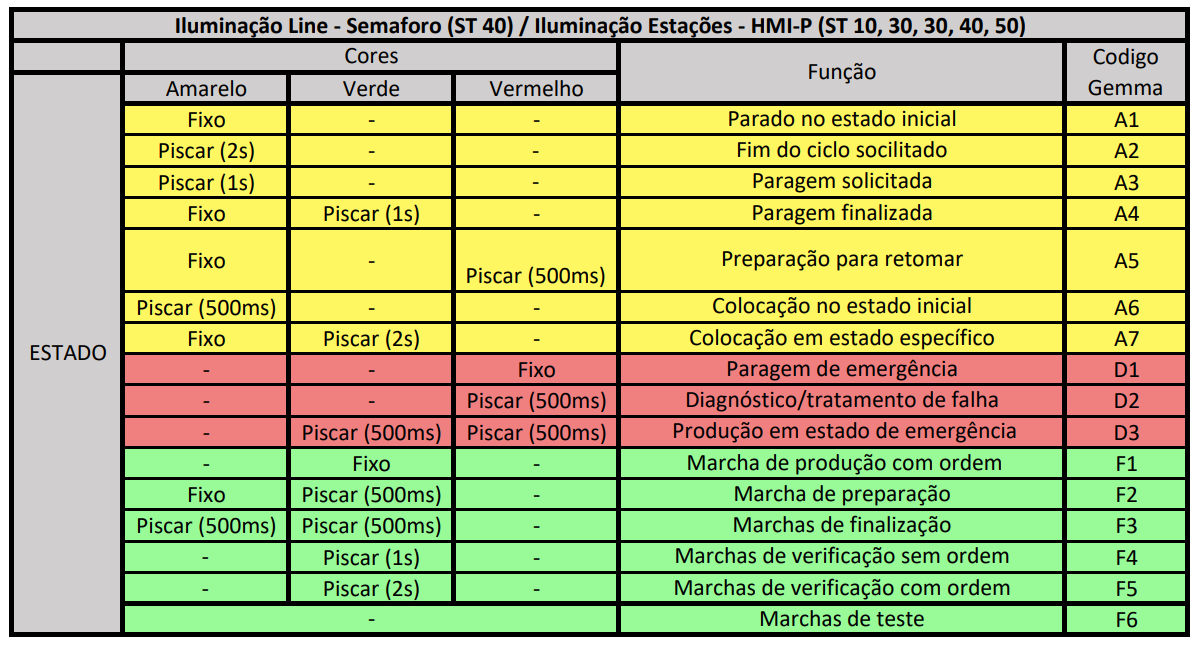 Iluminação Line - Semaforo (ST 40) / Iluminação Estações - HMI-P (ST 10, 30, 30, 40, 50)
Cores Função Codigo Gemma
Amarelo Verde Vermelho
ESTADO
Fixo - - Parado no estado inicial A1
Piscar (2s) - - Fim do ciclo socilitado A2
Piscar (1s) - - Paragem solicitada A3
Fixo Piscar (1s) - Paragem finalizada A4
Fixo - Piscar (500ms) Preparação para retomar A5
Piscar (500ms) - - Colocação no estado inicial A6
Fixo Piscar (2s) - Colocação em estado específico A7
- - Fixo Paragem de emergência D1
- - Piscar (500ms) Diagnóstico/tratamento de falha D2
- Piscar (500ms) Piscar (500ms) Produção em estado de emergência D3
- Fixo - Marcha de produção com ordem F1
Fixo Piscar (500ms) - Marcha de preparação F2
Piscar (500ms) Piscar (500ms) - Marchas de finalização F3
- Piscar (1s) - Marchas de verificação sem ordem F4
- Piscar (2s) - Marchas de verificação com ordem F5
- Marchas de teste F6